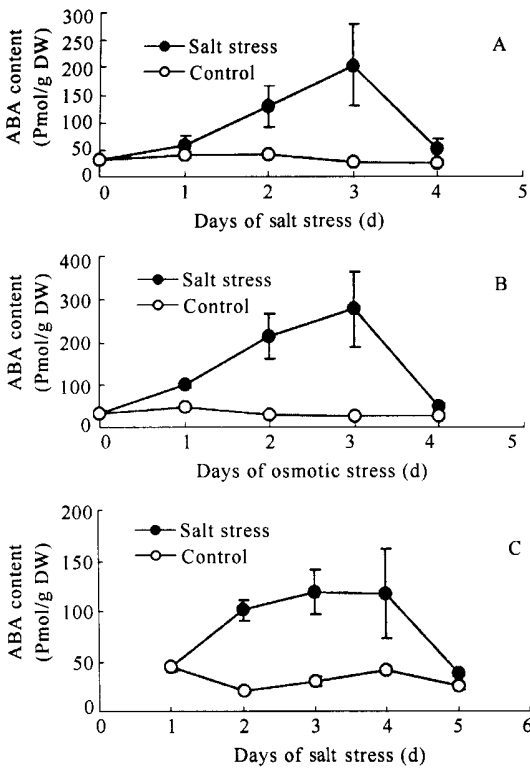 300
250
200
150
100
50
0
ABA content
(Pmol/g DW)
Salt stress
Control
A
0 1 2 3 4 5
Days of salt stress (d)
400
300
200
100
0
ABA content
(Pmol/g DW)
Salt stress
Control
B
0 1 2 3 4 5
Days of osmotic stress (d)
200
150
100
50
0
ABA content
(Pmol/g DW)
Salt stress
Control
C
0 1 2 3 4 5 6
Days of salt stress (d)